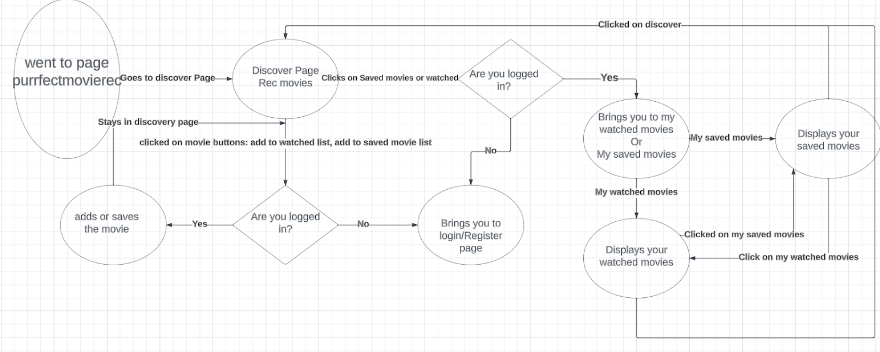 Clicked on discover
went to page
purrfectmovierec
Goes to discover Page
Discover Page
Rec movies
Clicks on Saved movies or watched
Are you logged
in?
Yes
Brings you to my
watched movies
Or
My saved movies
My saved movies
Displays your
saved movies
Stays in discovery page
clicked on movie buttons: add to watched list, add to saved movie list
No
My watched movies
adds or saves
the movie
Yes
Are you logged
in?
No
Brings you to
login/Register
page
Displays your
watched movies
Clicked on my saved movies
Click on my watched movies